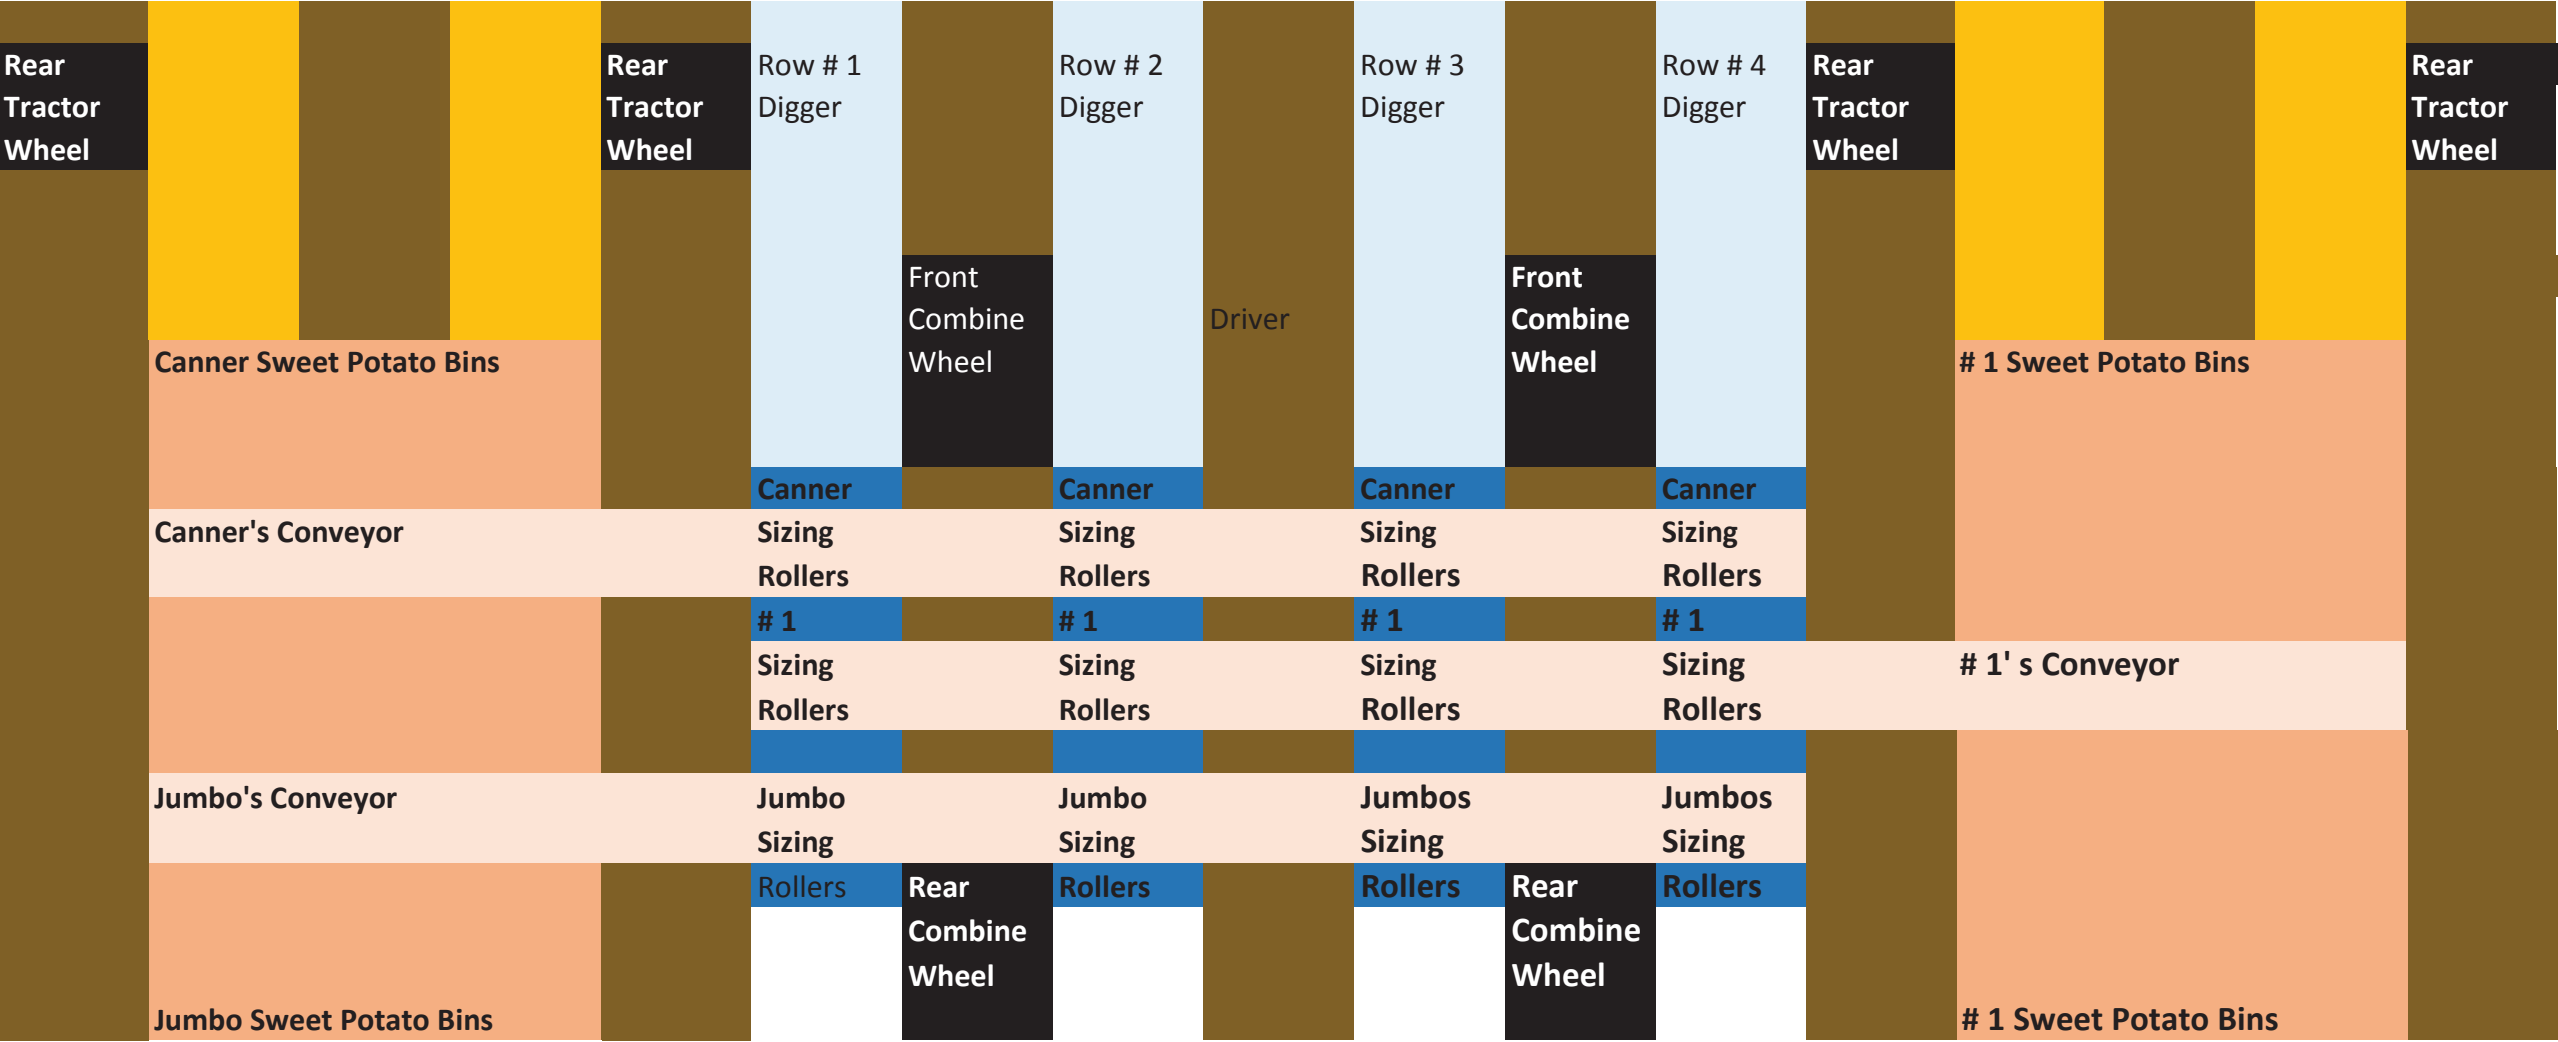 Rear Rear Row # 1 Row # 2 Row # 3 Row # 4 Rear Rear
Tractor Tractor Digger Digger Digger Digger Tractor Tractor
Wheel Wheel Wheel Wheel
Front Front
Combine Driver Combine
Canner Sweet Potato Bins Wheel Wheel # 1 Sweet Potato Bins
Canner Canner Canner Canner
Canner's Conveyor Sizing Sizing Sizing Sizing
Rollers Rollers Rollers Rollers
# 1 # 1 # 1 # 1
Sizing Sizing Sizing Sizing # 1' s Conveyor
Rollers Rollers Rollers Rollers
Jumbo's Conveyor Jumbo Jumbo Jumbos Jumbos
Sizing Sizing Sizing Sizing
Rollers Rear Rollers Rollers Rear Rollers
Combine Combine
Wheel Wheel
Jumbo Sweet Potato Bins # 1 Sweet Potato Bins